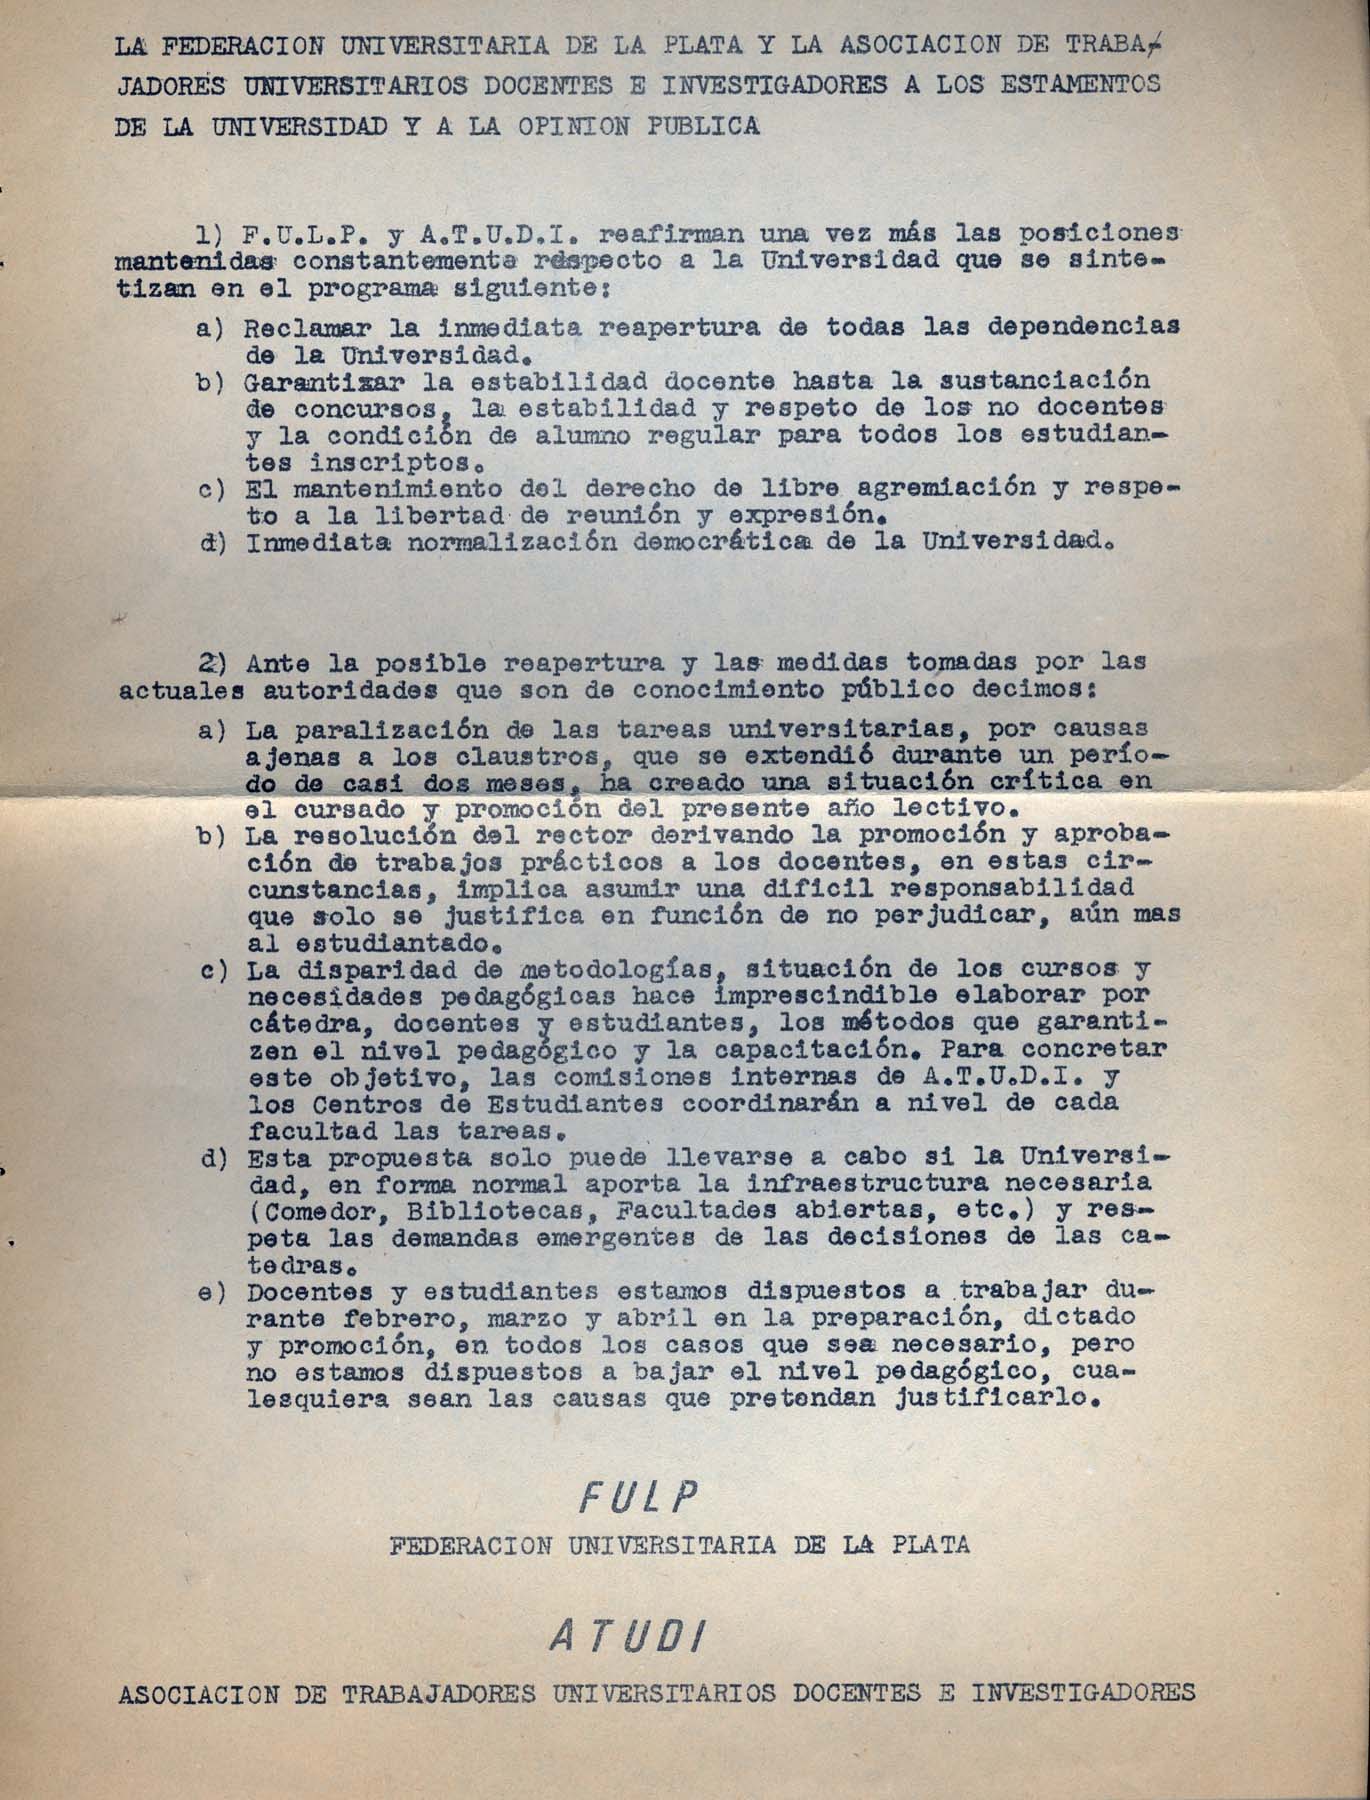 LA FEDERACION UNIVERSITARIA DE LA PLATA Y LA ASOCIACION DE TRABA-
JADORES UNIVERSITARIOS DOCENTES E INVESTIGADORES A LOS ESTAMENTOS
DE LA UNIVERSIDAD Y A LA OPINION PUBLICA
1) F.U.L.P. y A.T.U.D.I. reafirman una vez más las posiciones
mantenidas constantemente respecto a la Universidad que se sinte-
tizan en el programa siguiente:
a) Reclamar la inmediata reapertura de todas las dependencias
de la Universidad.
b) Garantizar la estabilidad docente hasta la sustanciación
de concursos, la estabilidad y respeto de los no docentes
y la condición de alumno regular para todos los estudian-
tes inscriptos.
c) El mantenimiento del derecho de libre agremiación y respe-
to a la libertad de reunión y expresión.
d) Inmediata normalización democrática de la Universidad.
2) Ante la posible reapertura y las medidas tomadas por las
actuales autoridades que son de conocimiento público decimos:
a) La paralización de las tareas universitarias, por causas
ajenas a los claustros, que se extendió durante un perío-
do de casi dos meses, ha creado una situación crítica en
el cursado y promoción del presente año lectivo.
b) La resolución del rector derivando la promoción y aproba-
ción de trabajos prácticos a los docentes, en estas cir-
cunstancias, implica asumir una dificil responsabilidad
que solo se justifica en función de no perjudicar, aún mas
al estudiantado.
c) La disparidad de metodologías, situación de los cursos y
necesidades pedagógicas hace imprescindible elaborar por
cátedra, docentes y estudiantes, los métodos que garanti-
zen el nivel pedagógico y la capacitación. Para concretar
este objetivo, las comisiones internas de A.T.U.D.I. y
los Centros de Estudiantes coordinarán a nivel de cada
facultad las tareas.
d) Esta propuesta solo puede llevarse a cabo si la Universi-
dad, en forma normal aporta la infraestructura necesaria
(Comedor, Bibliotecas, Facultades abiertas, etc.) y res-
peta las demandas emergentes de las decisiones de las ca-
tedras.
e) Docentes y estudiantes estamos dispuestos a trabajar du-
rante febrero, marzo y abril en la preparación, dictado
y promoción, en todos los casos que sea necesario, pero
no estamos dispuestos a bajar el nivel pedagógico, cua-
lesquiera sean las causas que pretendan justificarlo.
FULP
FEDERACION UNIVERSITARIA DE LA PLATA
ATUDI
ASOCIACION DE TRABAJADORES UNIVERSITARIOS DOCENTES E INVESTIGADORES